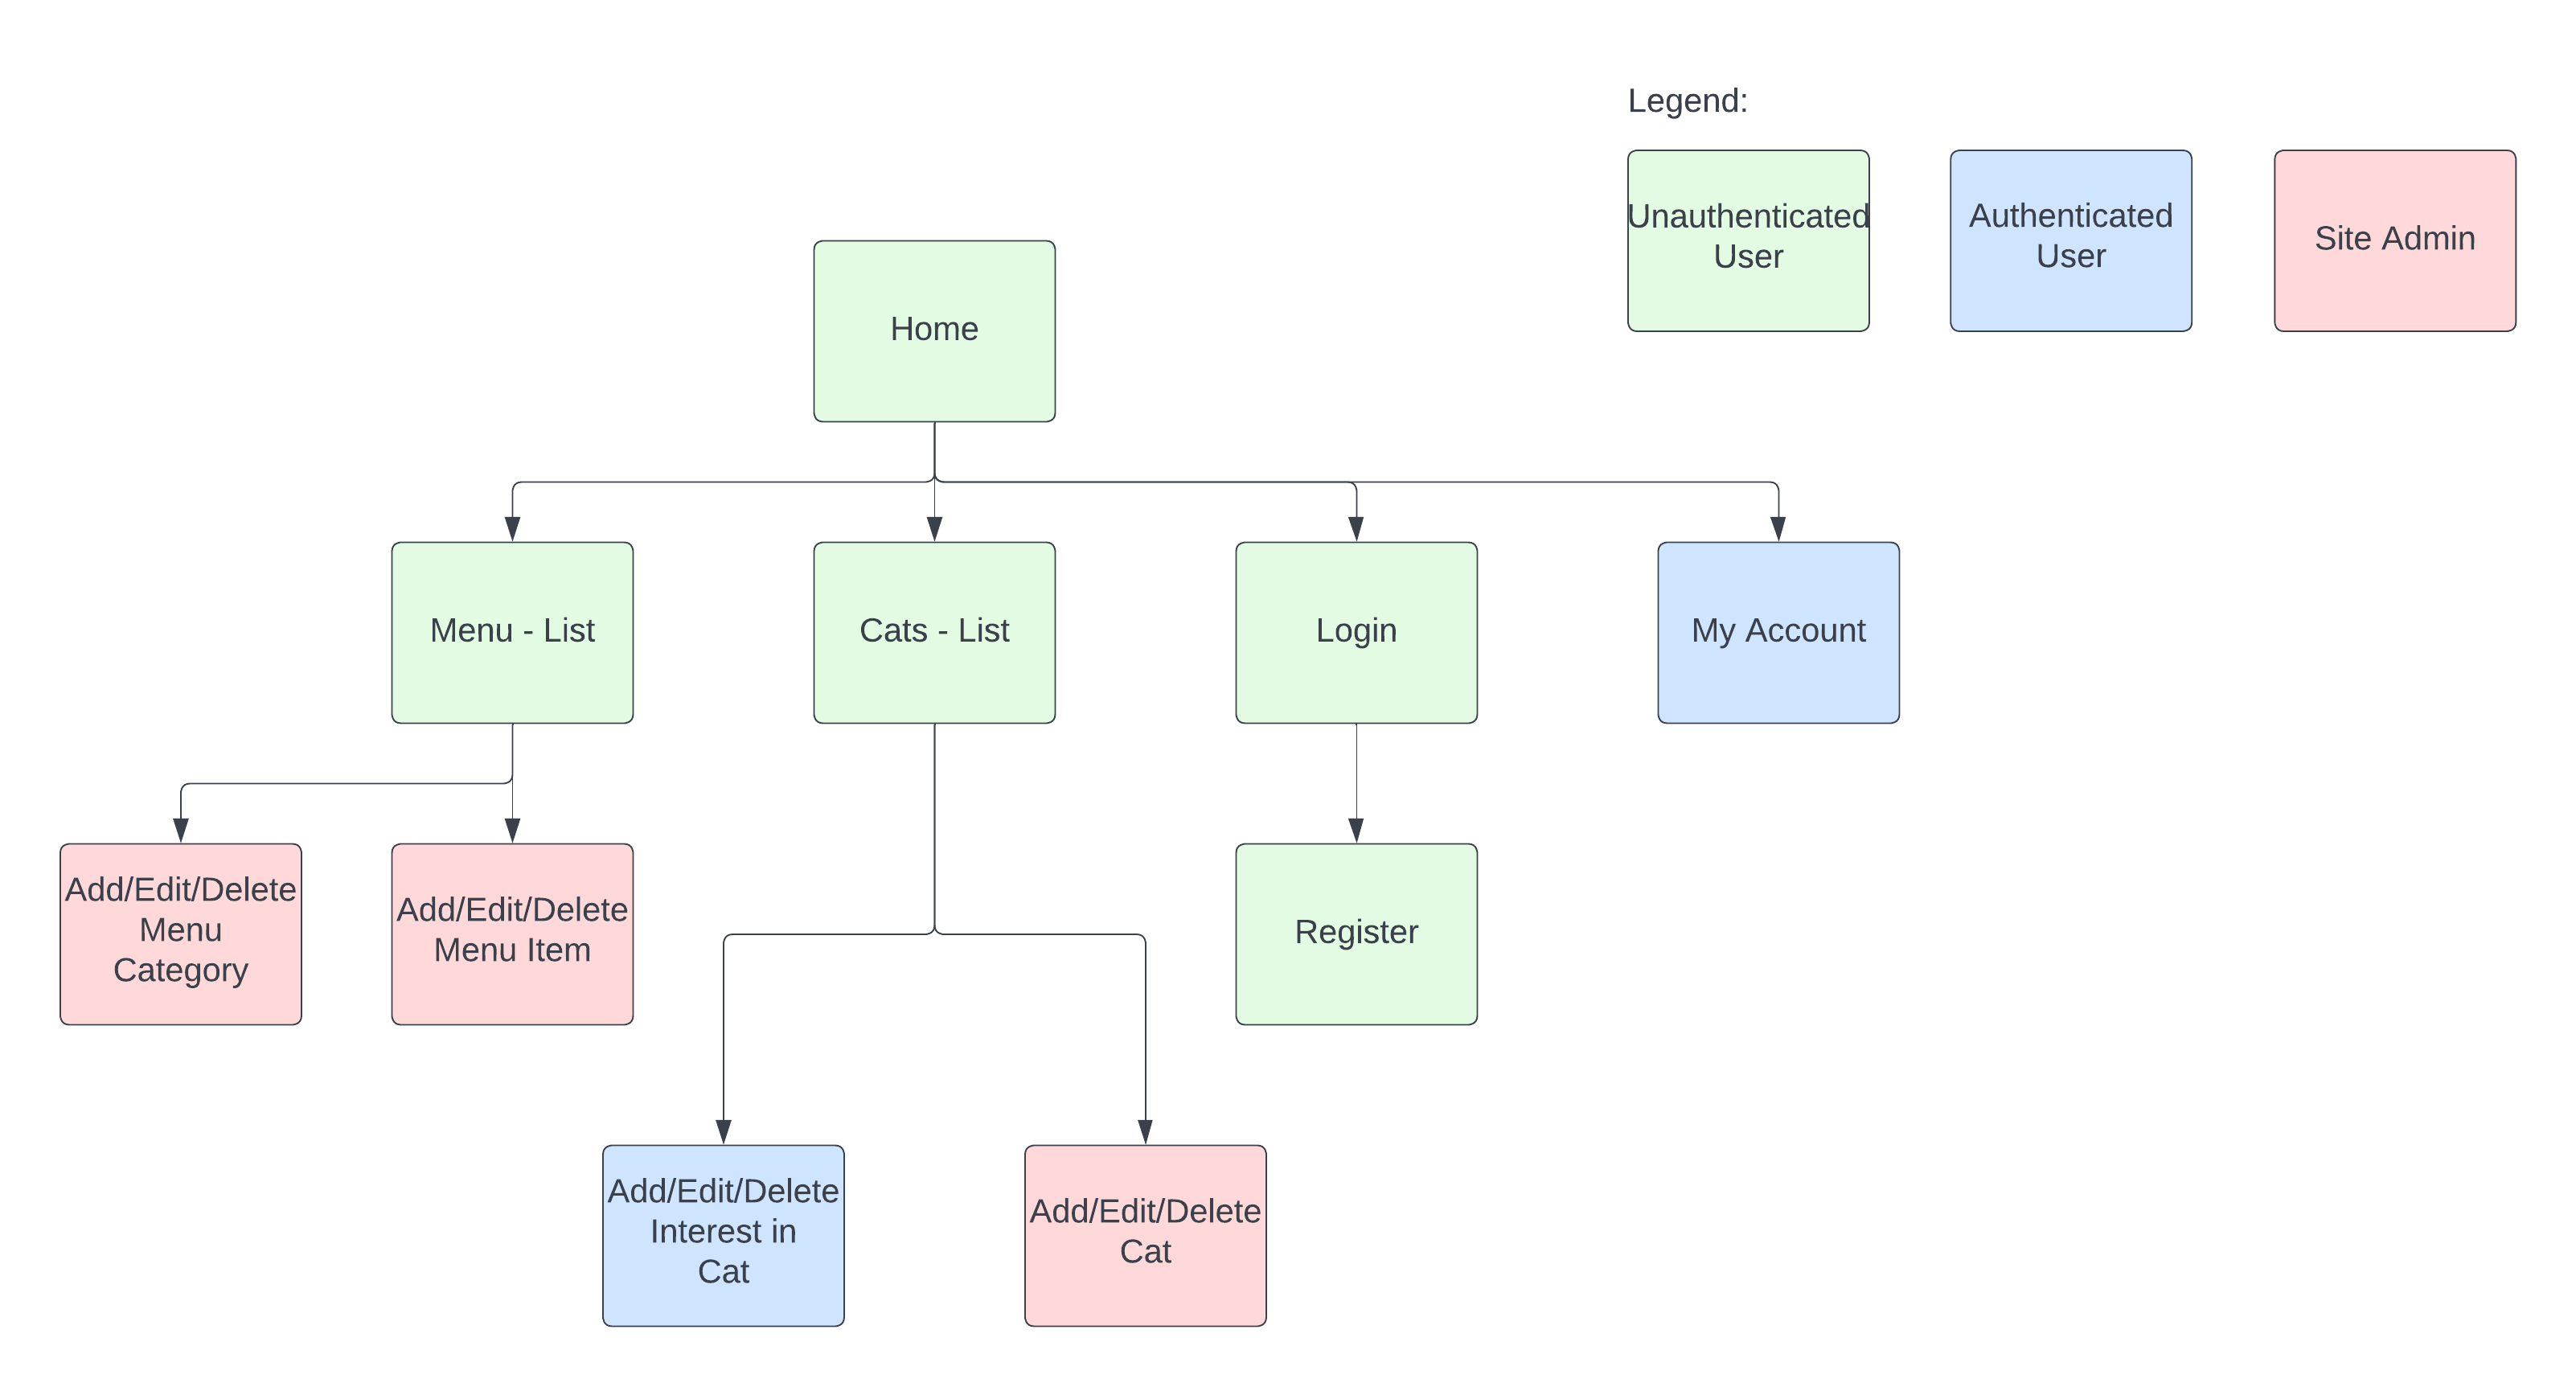 Legend:
Unauthenticated
User
Authenticated
User
Site Admin
Home
Menu - List
Cats - List
Login
My Account
Add/Edit/Delete
Menu
Category
Add/Edit/Delete
Menu Item
Register
Add/Edit/Delete
Interest in
Cat
Add/Edit/Delete
Cat